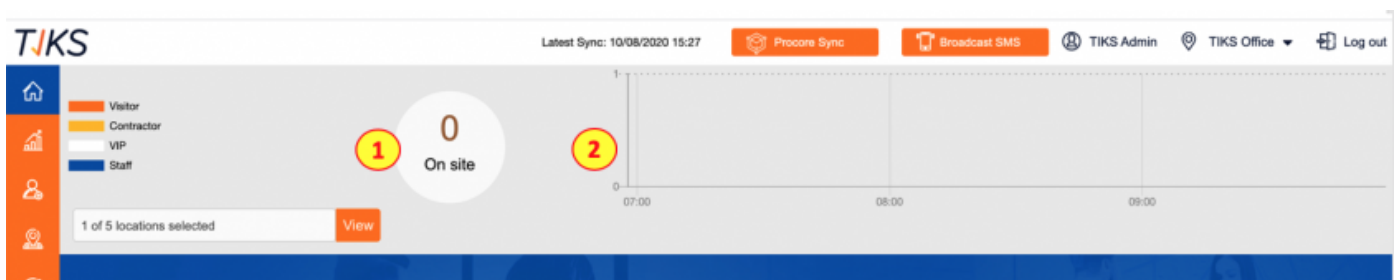 TIKS
Latest Sync: 10/08/2020 15:27
Procore Sync
Broadcast SMS
TIKS Admin
TIKS Office
Log out
Visitor
Contractor
VIP
Staff
1
0
On site
2
1
0
07:00
08:00
09:00
1 of 5 locations selected
View